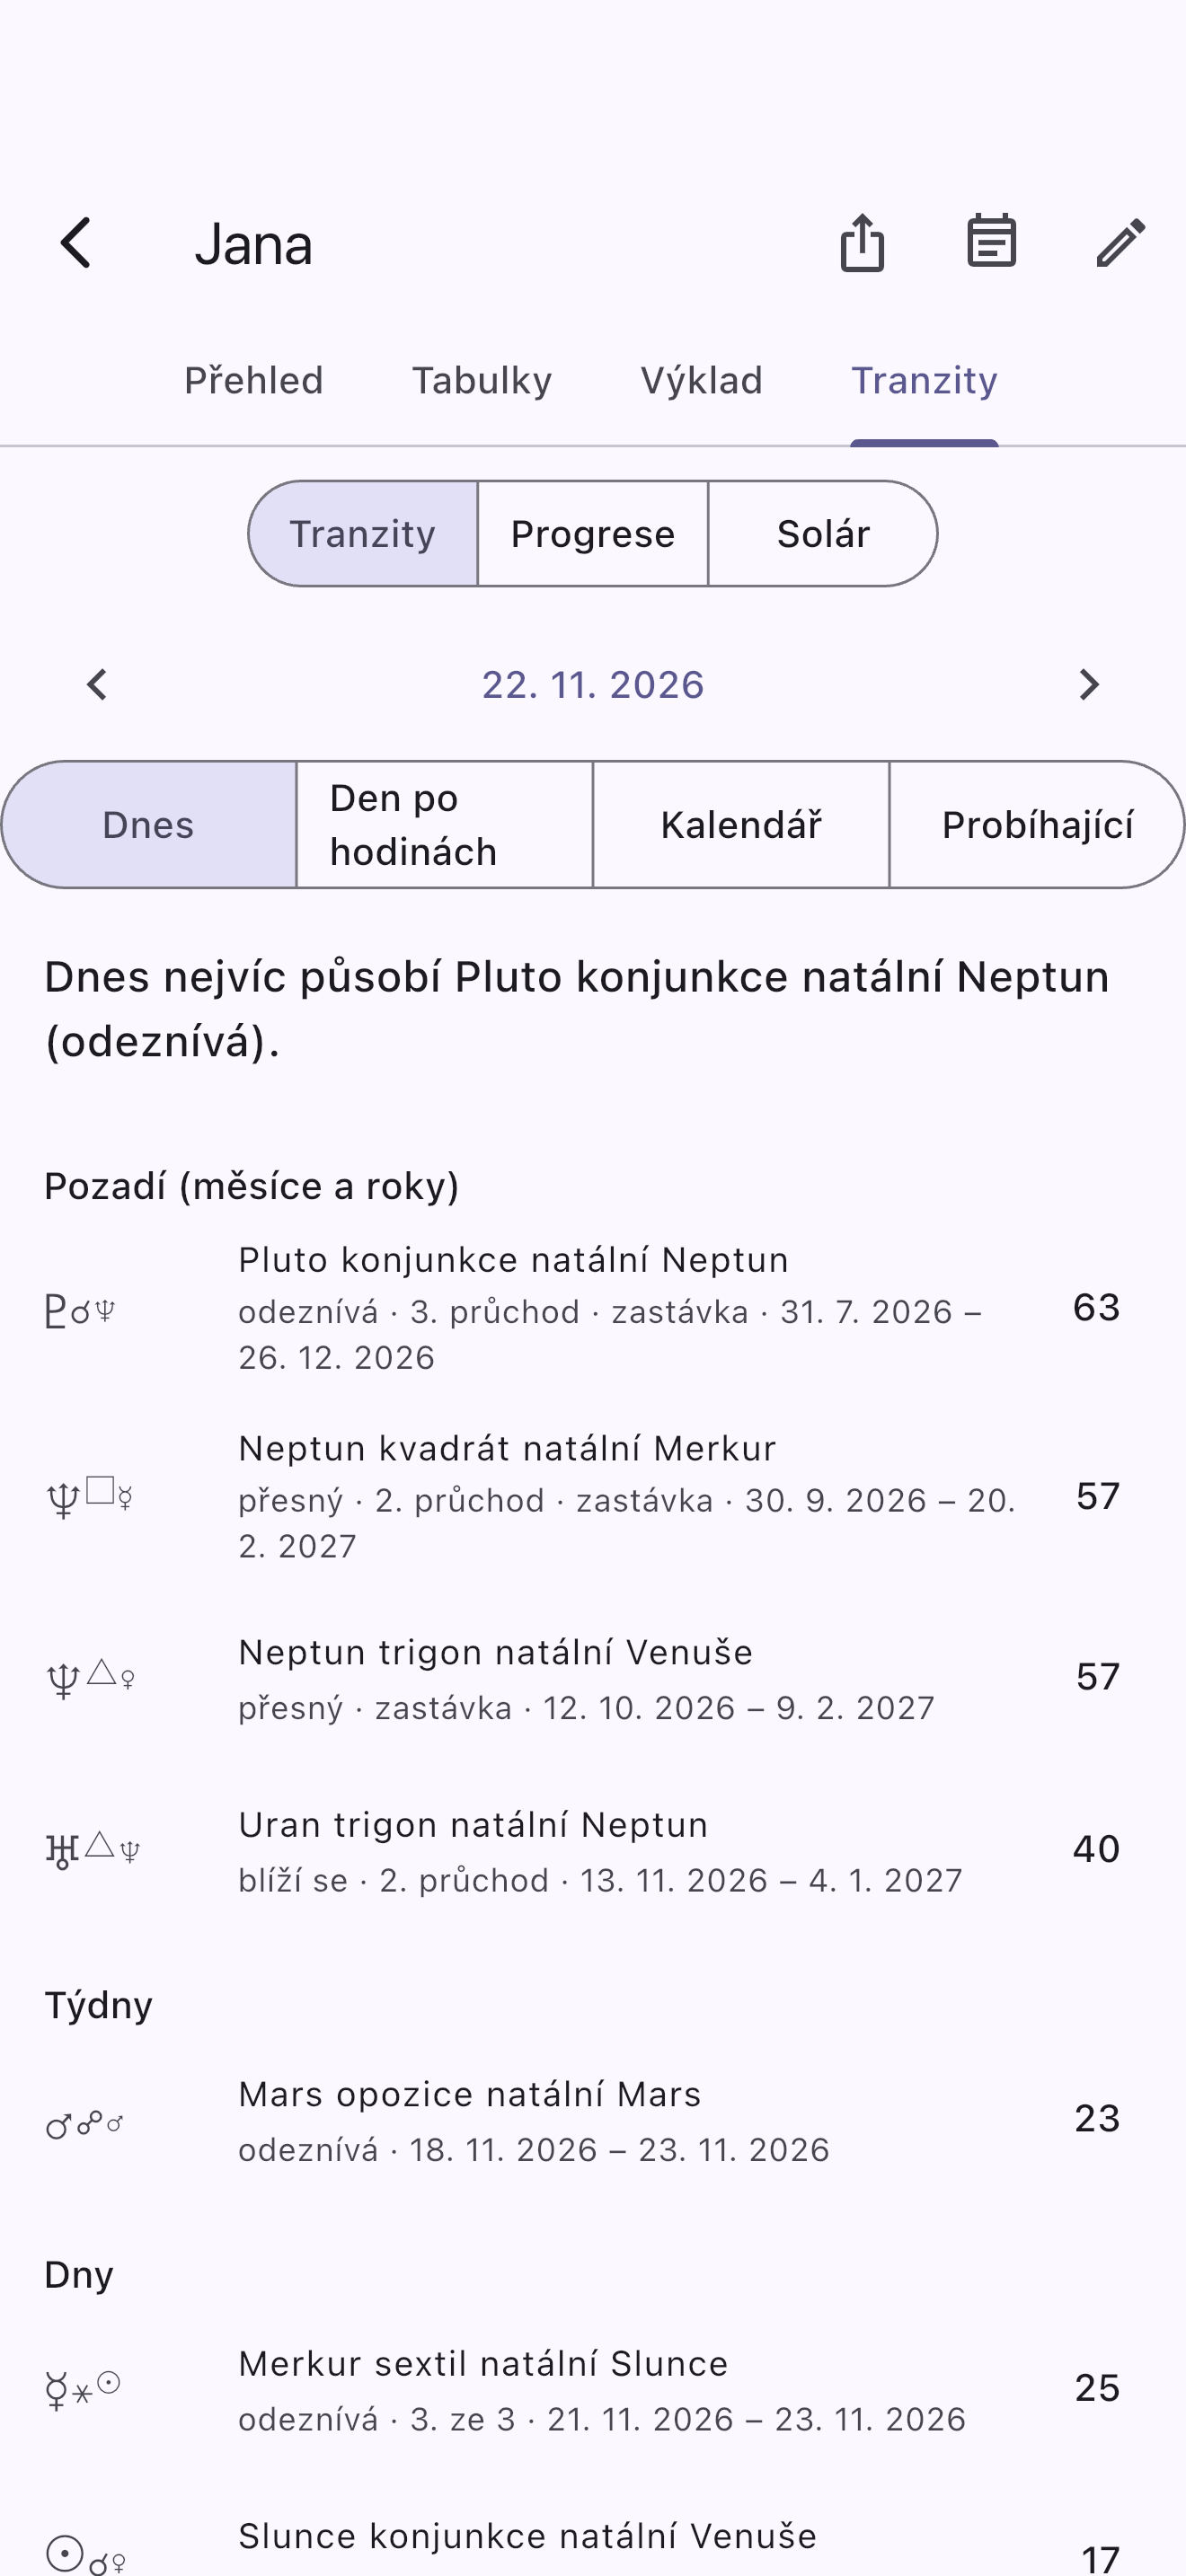 Jana
Přehled Tabulky Výklad Tranzity
Tranzity Progrese Solár
22. 11. 2026
Dnes Den po hodinách Kalendář Probíhající
Dnes nejvíc působí Pluto konjunkce natální Neptun
(odeznívá).
Pozadí (měsíce a roky)
Pluto konjunkce natální Neptun
♇☌♆ odeznívá · 3. průchod · zastávka · 31. 7. 2026 – 63
26. 12. 2026
Neptun kvadrát natální Merkur
♆□☿ přesný · 2. průchod · zastávka · 30. 9. 2026 – 20. 57
2. 2027
Neptun trigon natální Venuše
♆△♀ přesný · zastávka · 12. 10. 2026 – 9. 2. 2027 57
Uran trigon natální Neptun
♅△♆ blíží se · 2. průchod · 13. 11. 2026 – 4. 1. 2027 40
Týdny
Mars opozice natální Mars
♂☍♂ odeznívá · 18. 11. 2026 – 23. 11. 2026 23
Dny
Merkur sextil natální Slunce
☿⚹☉ odeznívá · 3. ze 3 · 21. 11. 2026 – 23. 11. 2026 25
Slunce konjunkce natální Venuše
☉☌♀ 17